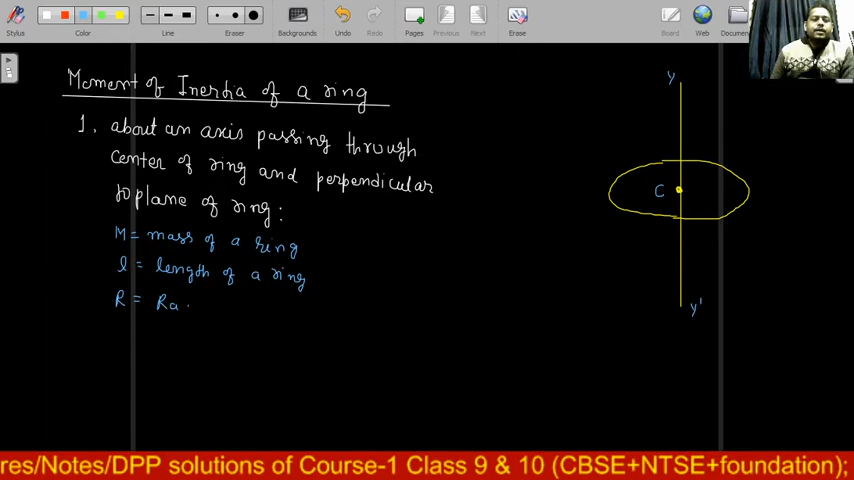 Stylus
Color
Line
Eraser
Backgrounds
Undo
Redo
Pages
Previous
Next
Erase
Board
Web
Documen
Moment of Inertia of a ring
1. about an axis passing through
center of ring and perpendicular
to plane of ring:
M = mass of a ring
l = length of a ring
R = Ra
Y
C
Y'
res/Notes/DPP solutions of Course-1 Class 9 & 10 (CBSE+NTSE+foundation);